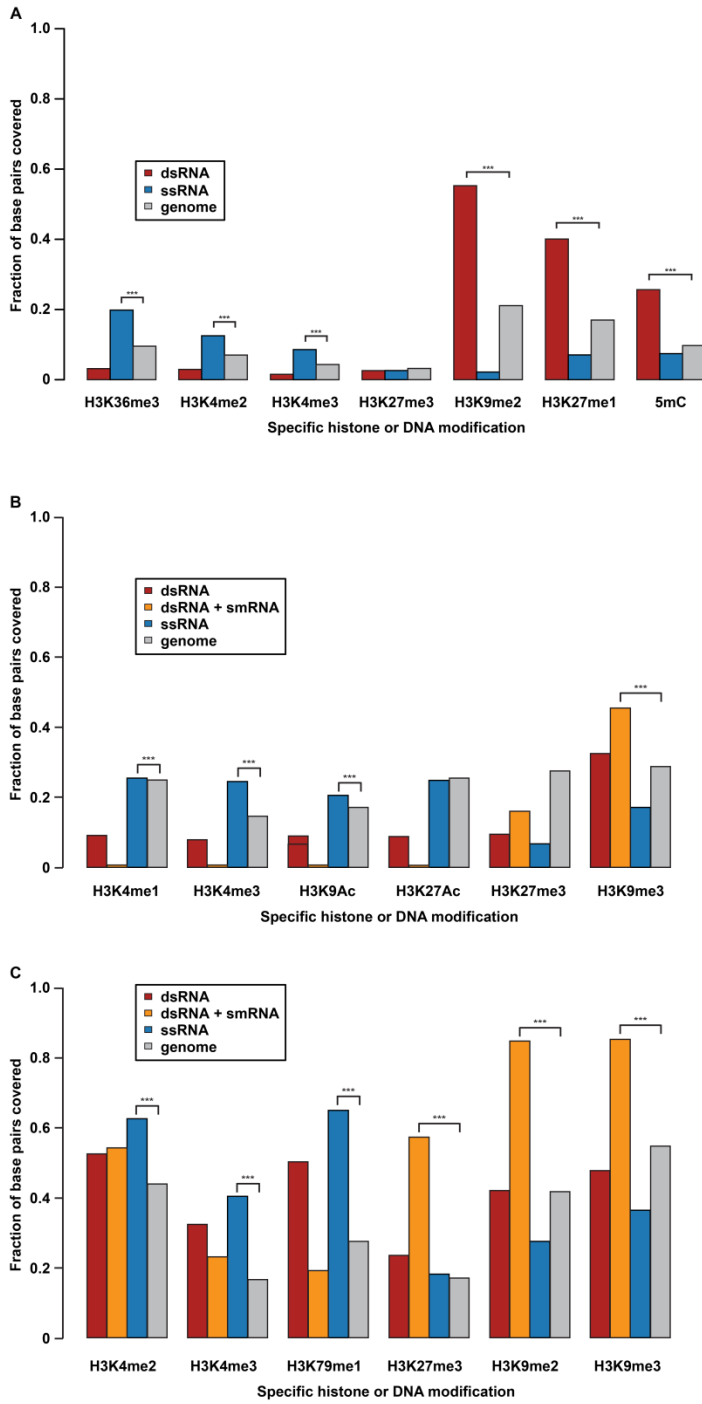 A
Fraction of base pairs covered
1.0
0.8
0.6
0.4
0.2
0
dsRNA
ssRNA
genome
***
***
***
***
***
***
H3K36me3 H3K4me2 H3K4me3 H3K27me3 H3K9me2 H3K27me1 5mC
Specific histone or DNA modification
B
Fraction of base pairs covered
1.0
0.8
0.6
0.4
0.2
0
dsRNA
dsRNA + smRNA
ssRNA
genome
***
***
***
***
H3K4me1 H3K4me3 H3K9Ac H3K27Ac H3K27me3 H3K9me3
Specific histone or DNA modification
C
Fraction of base pairs covered
1.0
0.8
0.6
0.4
0.2
0
dsRNA
dsRNA + smRNA
ssRNA
genome
***
***
***
***
***
***
H3K4me2 H3K4me3 H3K79me1 H3K27me3 H3K9me2 H3K9me3
Specific histone or DNA modification